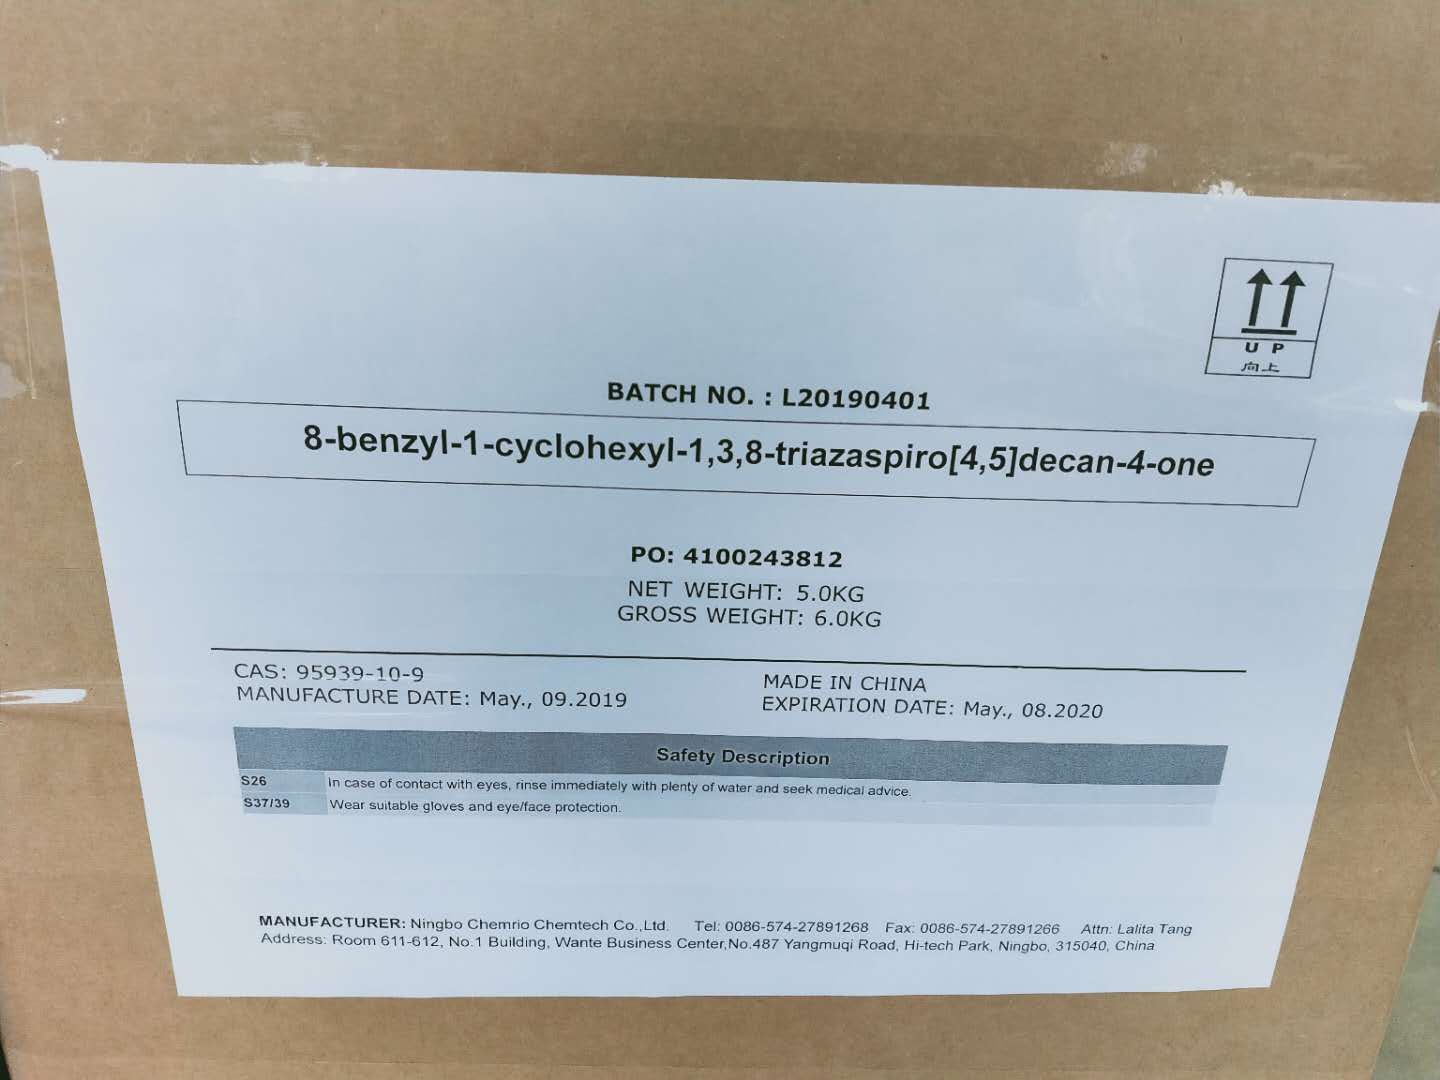 UP
向上
BATCH NO. : L20190401
8-benzyl-1-cyclohexyl-1,3,8-triazaspiro[4,5]decan-4-one
PO: 4100243812
NET WEIGHT: 5.0KG
GROSS WEIGHT: 6.0KG
CAS: 95939-10-9
MANUFACTURE DATE: May., 09.2019
MADE IN CHINA
EXPIRATION DATE: May., 08.2020
Safety Description
S26 In case of contact with eyes, rinse immediately with plenty of water and seek medical advice.
S37/39 Wear suitable gloves and eye/face protection.
MANUFACTURER: Ningbo Chemrio Chemtech Co.,Ltd. Tel: 0086-574-27891268 Fax: 0086-574-27891266 Attn: Lalita Tang
Address: Room 611-612, No.1 Building, Wante Business Center,No.487 Yangmuqi Road, Hi-tech Park, Ningbo, 315040, China